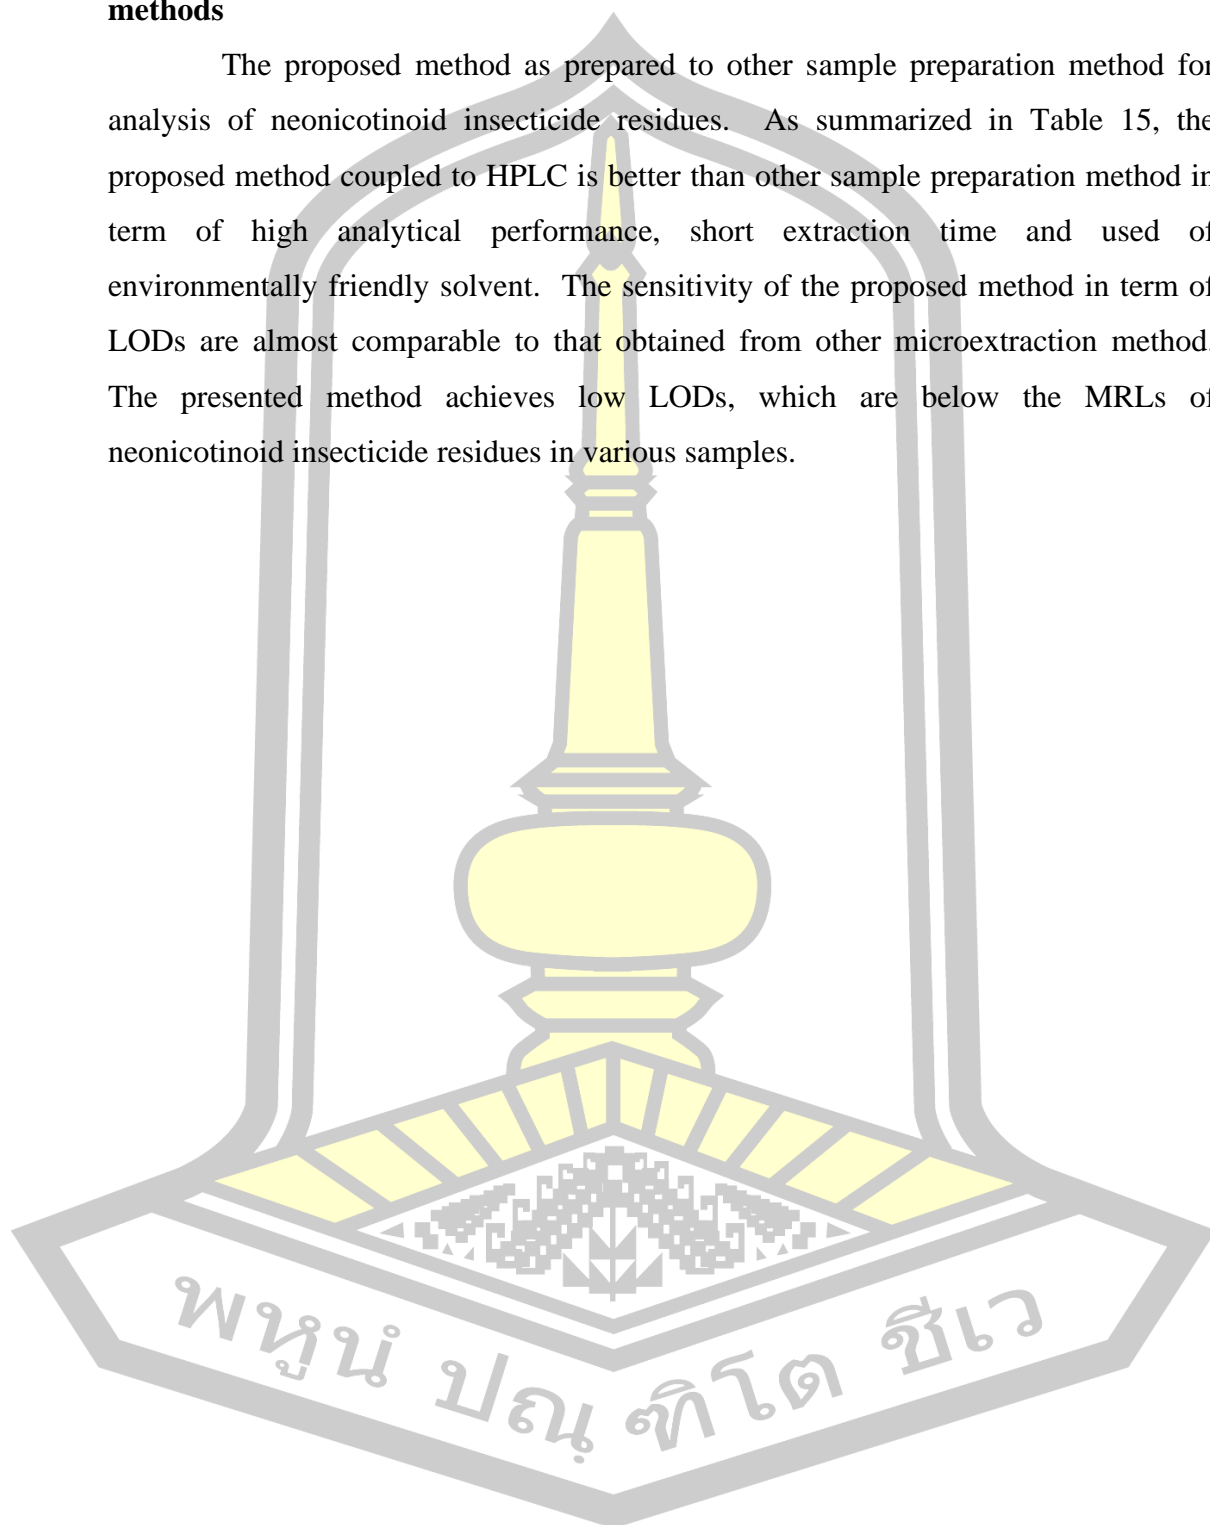 methods
The proposed method as prepared to other sample preparation method for
analysis of neonicotinoid insecticide residues. As summarized in Table 15, the
proposed method coupled to HPLC is better than other sample preparation method in
term of high analytical performance, short extraction time and used of
environmentally friendly solvent. The sensitivity of the proposed method in term of
LODs are almost comparable to that obtained from other microextraction method.
The presented method achieves low LODs, which are below the MRLs of
neonicotinoid insecticide residues in various samples.
พหูนํ ปณฺฑิโต ชีเว